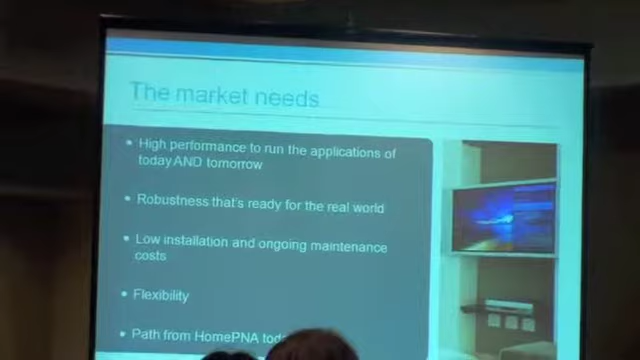 The market needs
• High performance to run the applications of
today AND tomorrow
• Robustness that's ready for the real world
• Low installation and ongoing maintenance
costs
• Flexibility
• Path from HomePNA